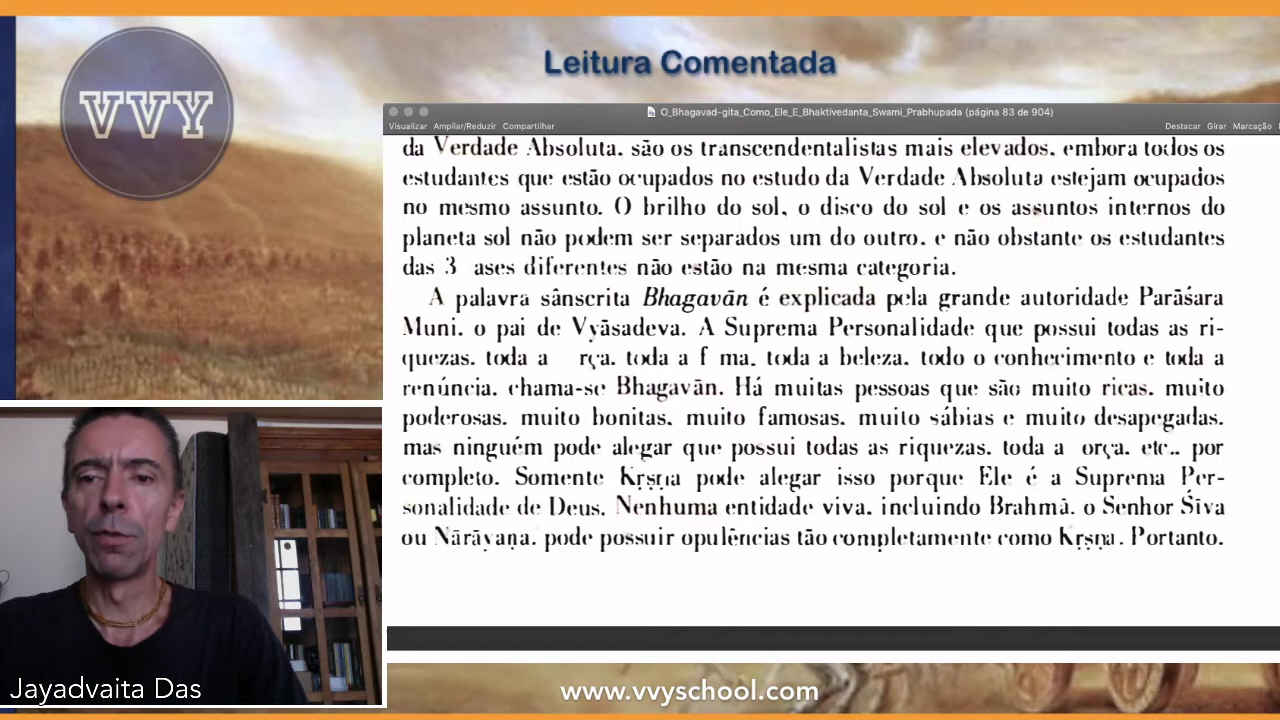 VVY
Leitura Comentada
O_Bhagavad-gita_Como_Ele_E_Bhaktivedanta_Swami_Prabhupada (página 83 de 904)
Visualizar Ampliar/Reduzir Compartilhar Destacar Girar Marcação
da Verdade Absoluta, são os transcendentalistas mais elevados, embora todos os
estudantes que estão ocupados no estudo da Verdade Absoluta estejam ocupados
no mesmo assunto. O brilho do sol, o disco do sol e os assuntos internos do
planeta sol não podem ser separados um do outro, e não obstante os estudantes
das 3 ases diferentes não estão na mesma categoria.
A palavra sânscrita Bhagavān é explicada pela grande autoridade Parāśara
Muni, o pai de Vyāsadeva. A Suprema Personalidade que possui todas as ri-
quezas, toda a rça, toda a f ma, toda a beleza, todo o conhecimento e toda a
renúncia, chama-se Bhagavān. Há muitas pessoas que são muito ricas, muito
poderosas, muito bonitas, muito famosas, muito sábias e muito desapegadas,
mas ninguém pode alegar que possui todas as riquezas, toda a orça, etc., por
completo. Somente Kṛṣṇa pode alegar isso porque Ele é a Suprema Per-
sonalidade de Deus. Nenhuma entidade viva, incluindo Brahmā, o Senhor Śiva
ou Nārāyaṇa, pode possuir opulências tão completamente como Kṛṣṇa. Portanto,
Jayadvaita Das
www.vvyschool.com